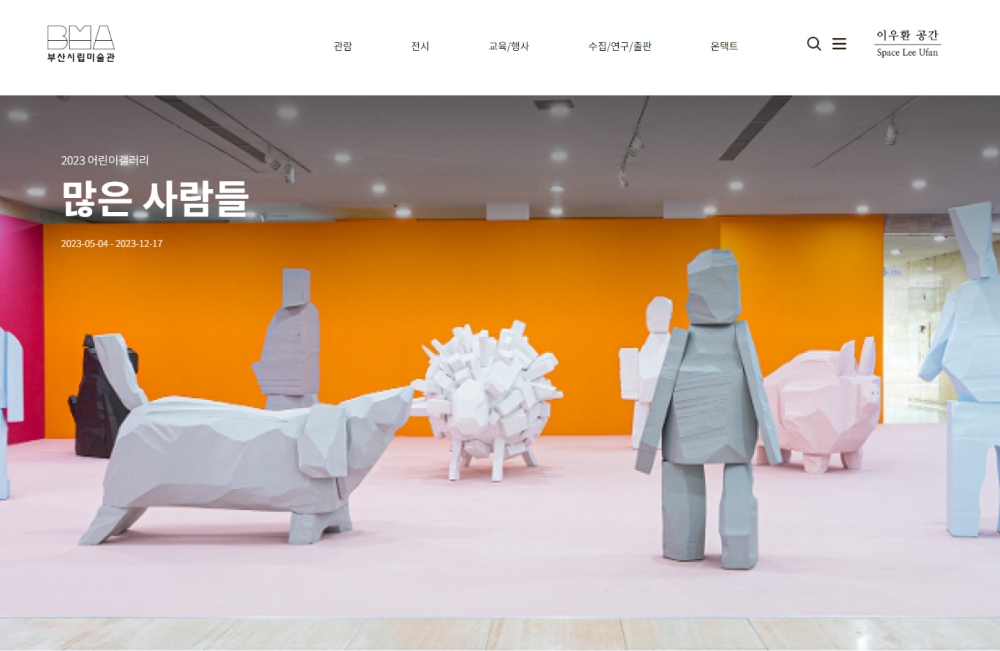 BMA
부산시립미술관
관람
전시
교육/행사
수집/연구/출판
온택트
이우환 공간
Space Lee Ufan
2023 어린이갤러리
많은 사람들
2023-05-04 - 2023-12-17